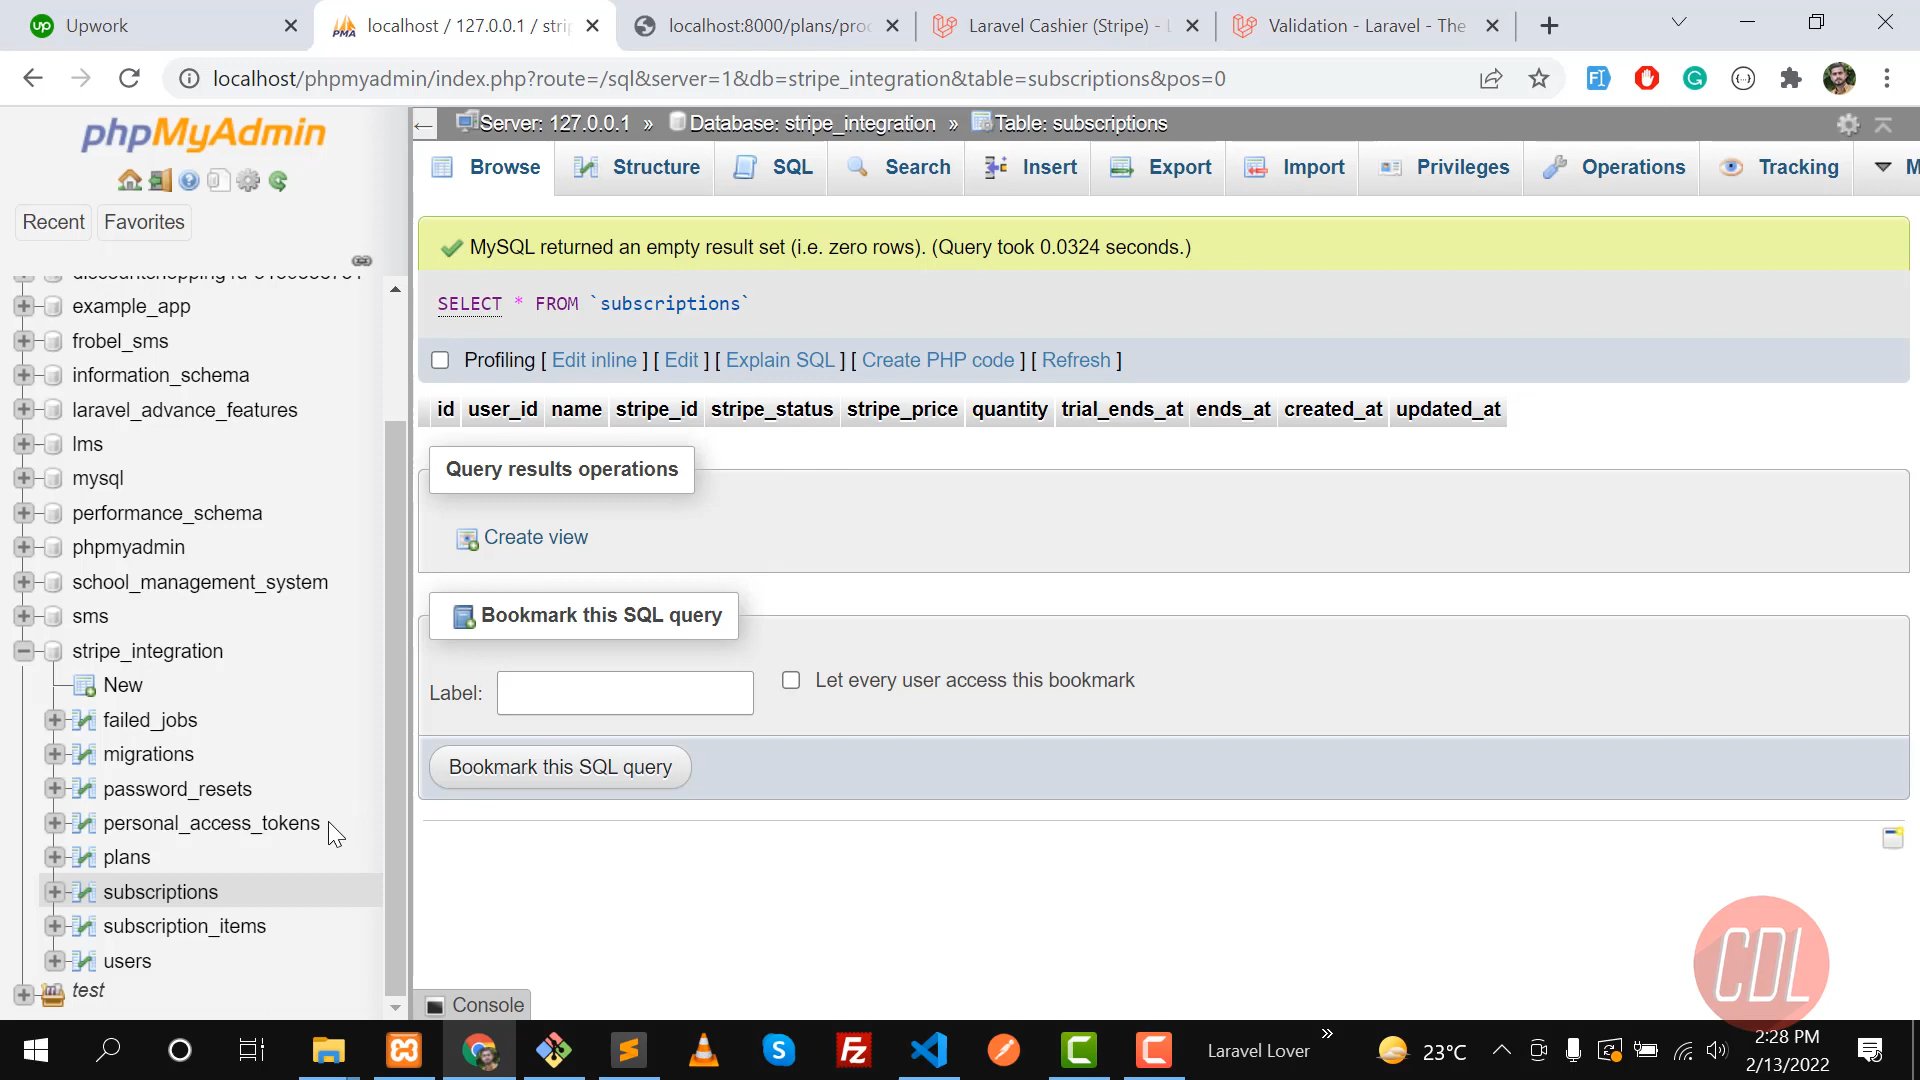 Upwork
localhost / 127.0.0.1 / stri
localhost:8000/plans/proc
Laravel Cashier (Stripe) - L
Validation - Laravel - The
localhost/phpmyadmin/index.php?route=/sql&server=1&db=stripe_integration&table=subscriptions&pos=0
phpMyAdmin
Recent
Favorites
example_app
frobel_sms
information_schema
laravel_advance_features
lms
mysql
performance_schema
phpmyadmin
school_management_system
sms
stripe_integration
New
failed_jobs
migrations
password_resets
personal_access_tokens
plans
subscriptions
subscription_items
users
test
Server: 127.0.0.1 » Database: stripe_integration » Table: subscriptions
Browse
Structure
SQL
Search
Insert
Export
Import
Privileges
Operations
Tracking
M
MySQL returned an empty result set (i.e. zero rows). (Query took 0.0324 seconds.)
SELECT * FROM `subscriptions`
Profiling [ Edit inline ] [ Edit ] [ Explain SQL ] [ Create PHP code ] [ Refresh ]
id user_id name stripe_id stripe_status stripe_price quantity trial_ends_at ends_at created_at updated_at
Query results operations
Create view
Bookmark this SQL query
Label:
Let every user access this bookmark
Bookmark this SQL query
Console
CDL
Laravel Lover
»
23°C
2:28 PM
2/13/2022